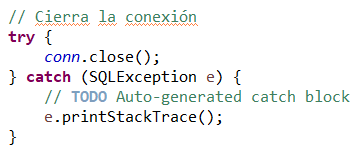 // Cierra la conexión
try {
    conn.close();
} catch (SQLException e) {
    // TODO Auto-generated catch block
    e.printStackTrace();
}